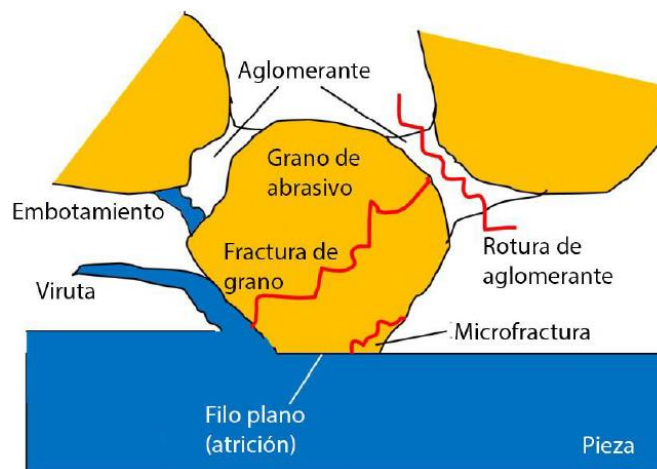 Aglomerante
Grano de
abrasivo
Embotamiento
Fractura de
grano
Rotura de
aglomerante
Viruta
Microfractura
Filo plano
(atrición)
Pieza